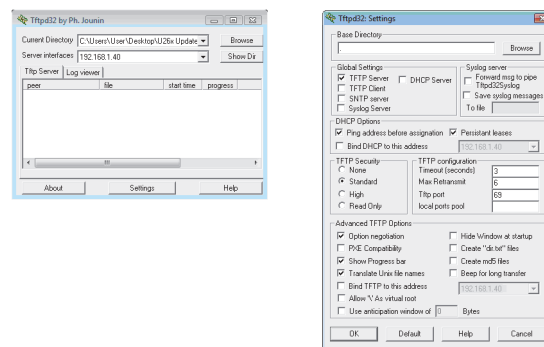 Tftpd32 by Ph. Jounin
Current Directory C:\Users\User\Desktop\U26x Update Browse
Server interfaces 192.168.1.40 Show Dir
Tftp Server Log viewer
peer file start time progress
About Settings Help
Tftpd32: Settings
Base Directory
. Browse
Global Settings
TFTP Server
TFTP Client
SNTP server
Syslog Server
DHCP Server
Syslog server
Forward msg to pipe
Tftpd32Syslog
Save syslog messages
To file
DHCP Options
Ping address before assignation Persistant leases
Bind DHCP to this address 192.168.1.40
TFTP Security
None
Standard
High
Read Only
TFTP configuration
Timeout (seconds) 3
Max Retransmit 6
Tftp port 69
local ports pool
Advanced TFTP Options
Option negotiation Hide Window at startup
PXE Compatibility Create "dir.txt" files
Show Progress bar Create md5 files
Translate Unix file names Beep for long transfer
Bind TFTP to this address 192.168.1.40
Allow '\' As virtual root
Use anticipation window of 0 Bytes
OK Default Help Cancel